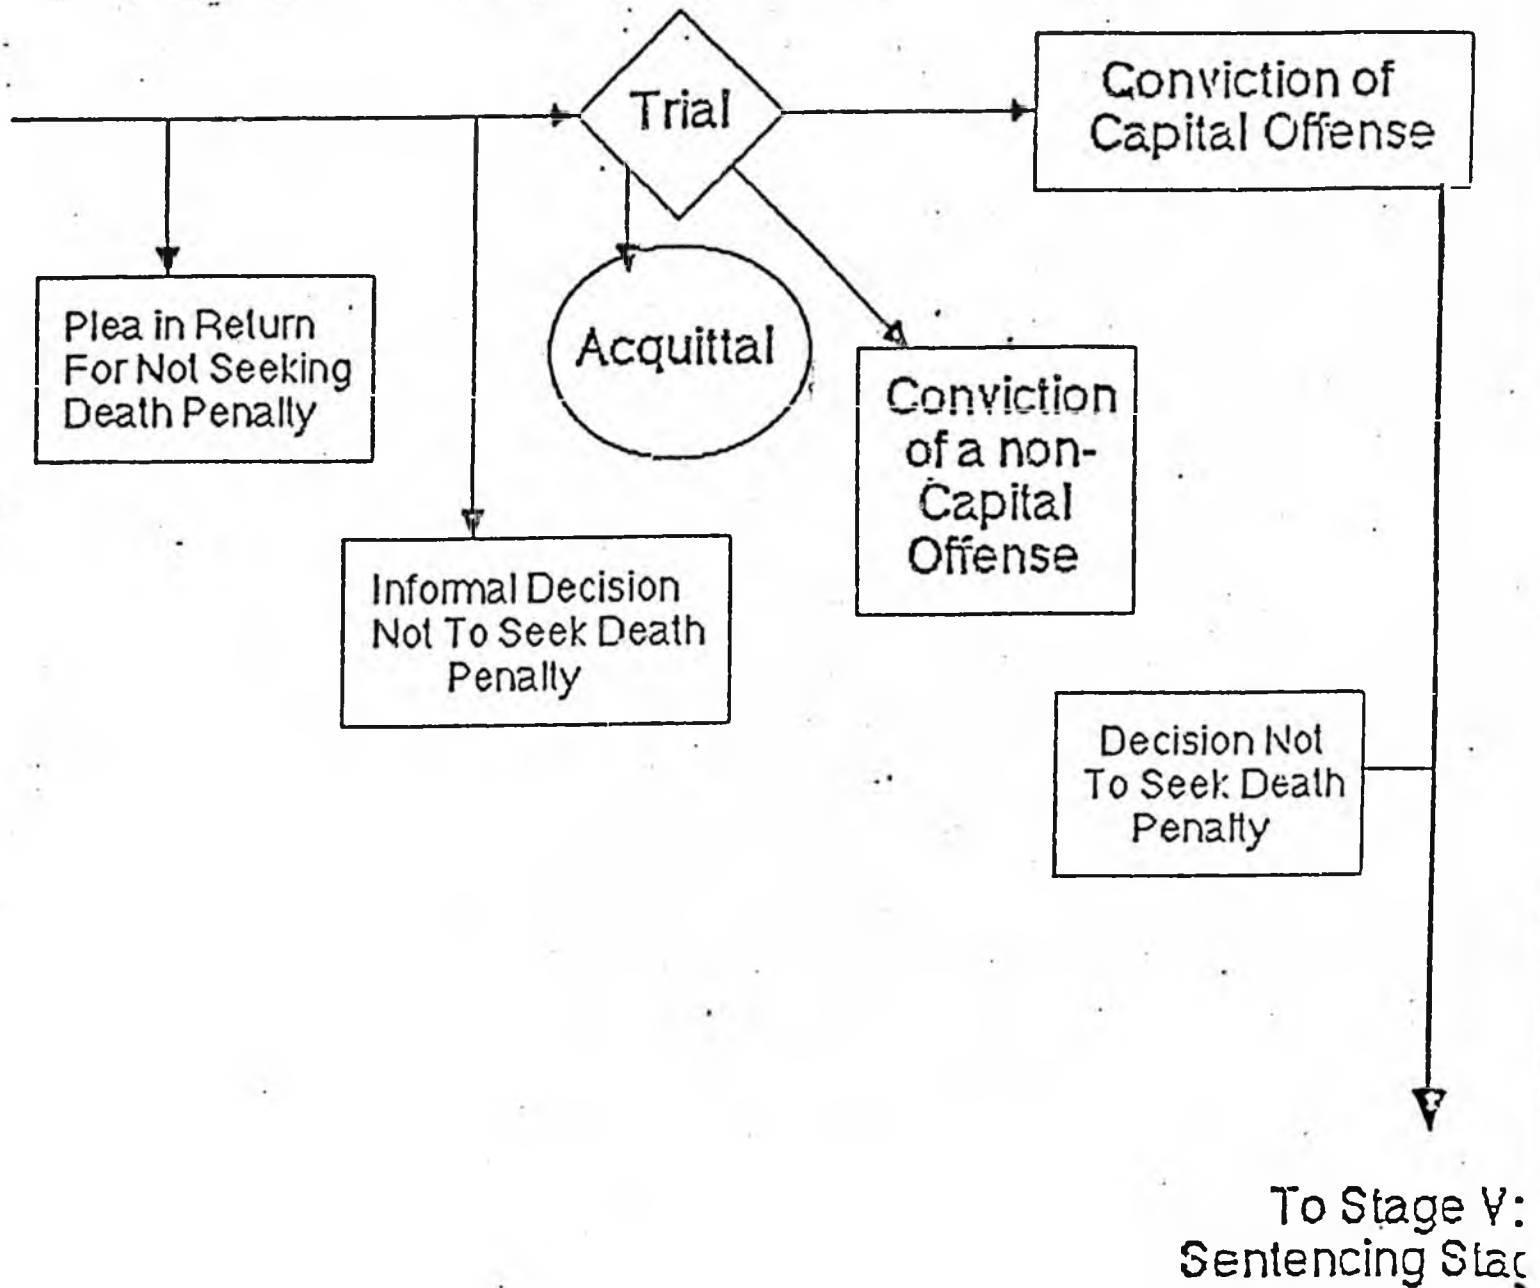 Trial
Conviction of
Capital Offense
Plea in Return
For Not Seeking
Death Penalty
Acquittal
Conviction
of a non-
Capital
Offense
Informal Decision
Not To Seek Death
Penalty
Decision Not
To Seek Death
Penalty
To Stage V:
Sentencing